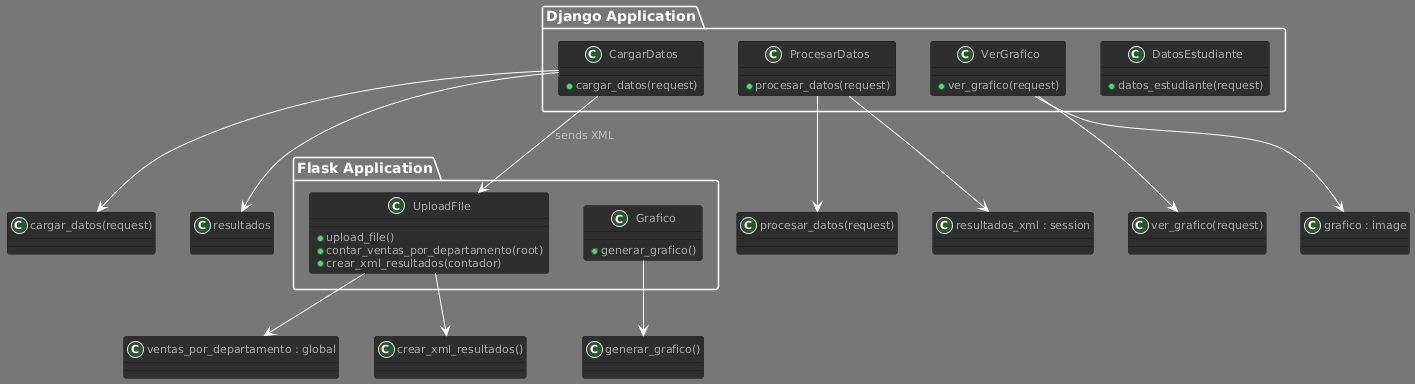 Django Application
C CargarDatos
cargar_datos(request)
C ProcesarDatos
procesar_datos(request)
C VerGrafico
ver_grafico(request)
C DatosEstudiante
datos_estudiante(request)
sends XML
Flask Application
C UploadFile
upload_file()
contar_ventas_por_departamento(root)
crear_xml_resultados(contador)
C Grafico
generar_grafico()
C cargar_datos(request)
C resultados
C procesar_datos(request)
C resultados_xml : session
C ver_grafico(request)
C grafico : image
C ventas_por_departamento : global
C crear_xml_resultados()
C generar_grafico()